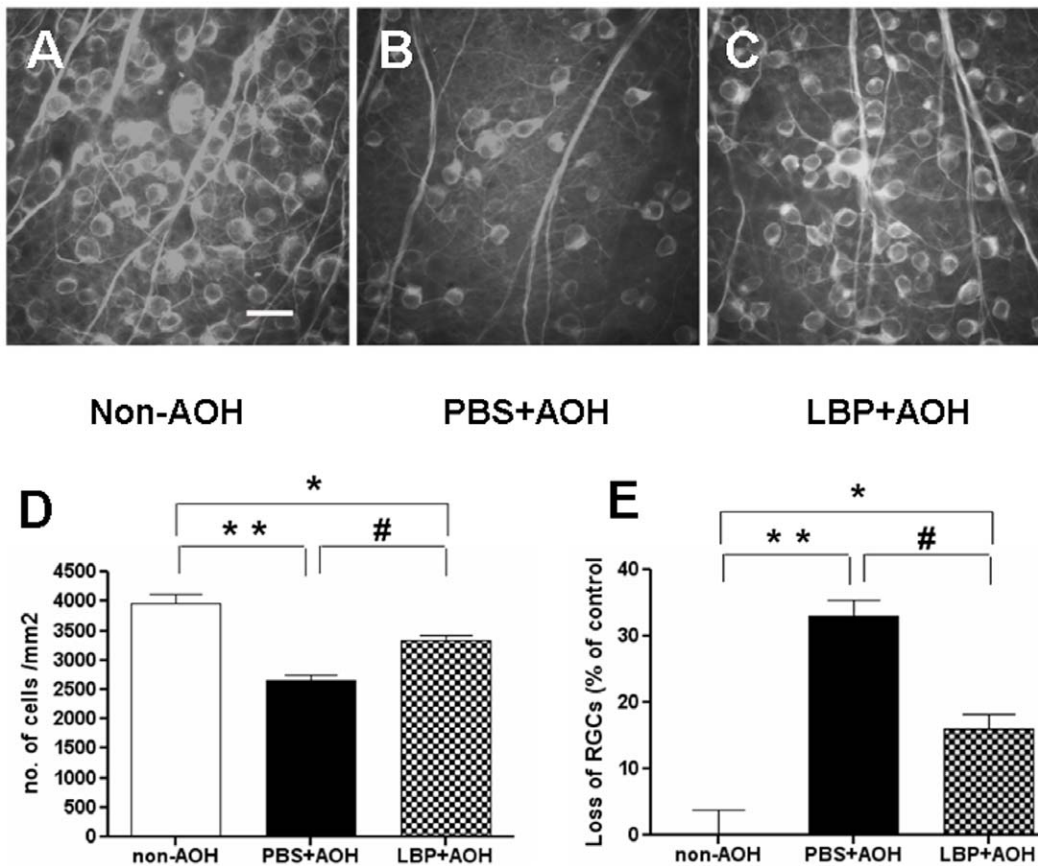 A
B
C
Non-AOH
PBS+AOH
LBP+AOH
D
*
* *
#
4500
4000
3500
3000
2500
2000
1500
1000
500
0
no. of cells /mm2
non-AOH
PBS+AOH
LBP+AOH
E
*
* *
#
40
30
20
10
0
Loss of RGCs (% of control
non-AOH
PBS+AOH
LBP+AOH